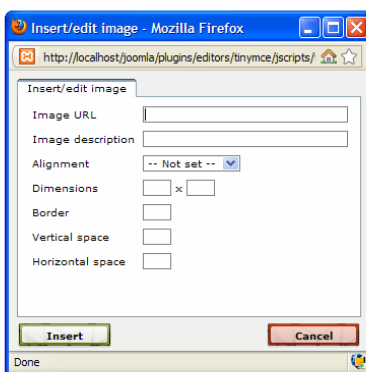 Insert/edit image - Mozilla Firefox
http://localhost/joomla/plugins/editors/tinymce/jscripts/
Insert/edit image
Image URL
Image description
Alignment -- Not set --
Dimensions x
Border
Vertical space
Horizontal space
Insert Cancel
Done